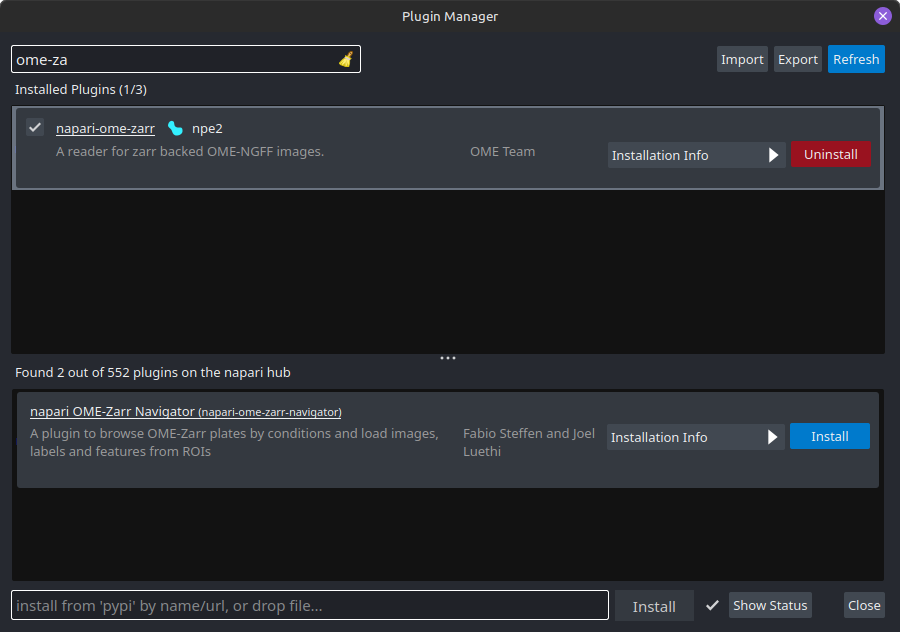 Plugin Manager
ome-za
Import
Export
Refresh
Installed Plugins (1/3)
napari-ome-zarr
npe2
A reader for zarr backed OME-NGFF images.
OME Team
Installation Info
Uninstall
Found 2 out of 552 plugins on the napari hub
napari OME-Zarr Navigator (napari-ome-zarr-navigator)
A plugin to browse OME-Zarr plates by conditions and load images,
labels and features from ROIs
Fabio Steffen and Joel
Luethi
Installation Info
Install
install from 'pypi' by name/url, or drop file...
Install
Show Status
Close